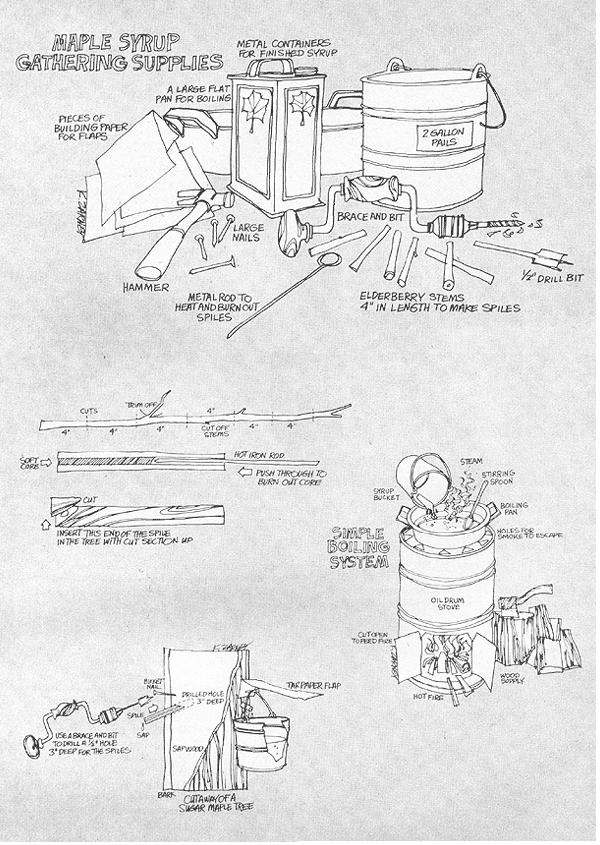 MAPLE SYRUP
GATHERING SUPPLIES
METAL CONTAINERS
FOR FINISHED SYRUP
A LARGE FLAT
PAN FOR BOILING
PIECES OF
BUILDING PAPER
FOR FLAPS
2 GALLON
PAILS
BRACE AND BIT
LARGE
NAILS
HAMMER
METAL ROD TO
HEAT AND BURN OUT
SPILES
ELDERBERRY STEMS
4" IN LENGTH TO MAKE SPILES
1/2" DRILL BIT
CUTS
TRIM OFF
4"
4"
4"
4"
4"
4"
CUT OFF
STEMS
SOFT
CORE
HOT IRON ROD
PUSH THROUGH TO
BURN OUT CORE
CUT
INSERT THIS END OF THE SPILE
IN THE TREE WITH CUT SECTION UP
STEAM
STIRRING
SPOON
SYRUP
BUCKET
BOILING
PAN
HOLES FOR
SMOKE TO ESCAPE
SIMPLE
BOILING
SYSTEM
OIL DRUM
STOVE
CUT OPEN
TO FEED FIRE
WOOD
SUPPLY
HOT FIRE
BUCKET
NAIL
DRILLED HOLE
3" DEEP
TAR PAPER FLAP
SPILE
SAP
USE A BRACE AND BIT
TO DRILL A 1/2" HOLE
3" DEEP FOR THE SPILES
SAPWOOD
BARK
CUTAWAY OF A
SUGAR MAPLE TREE